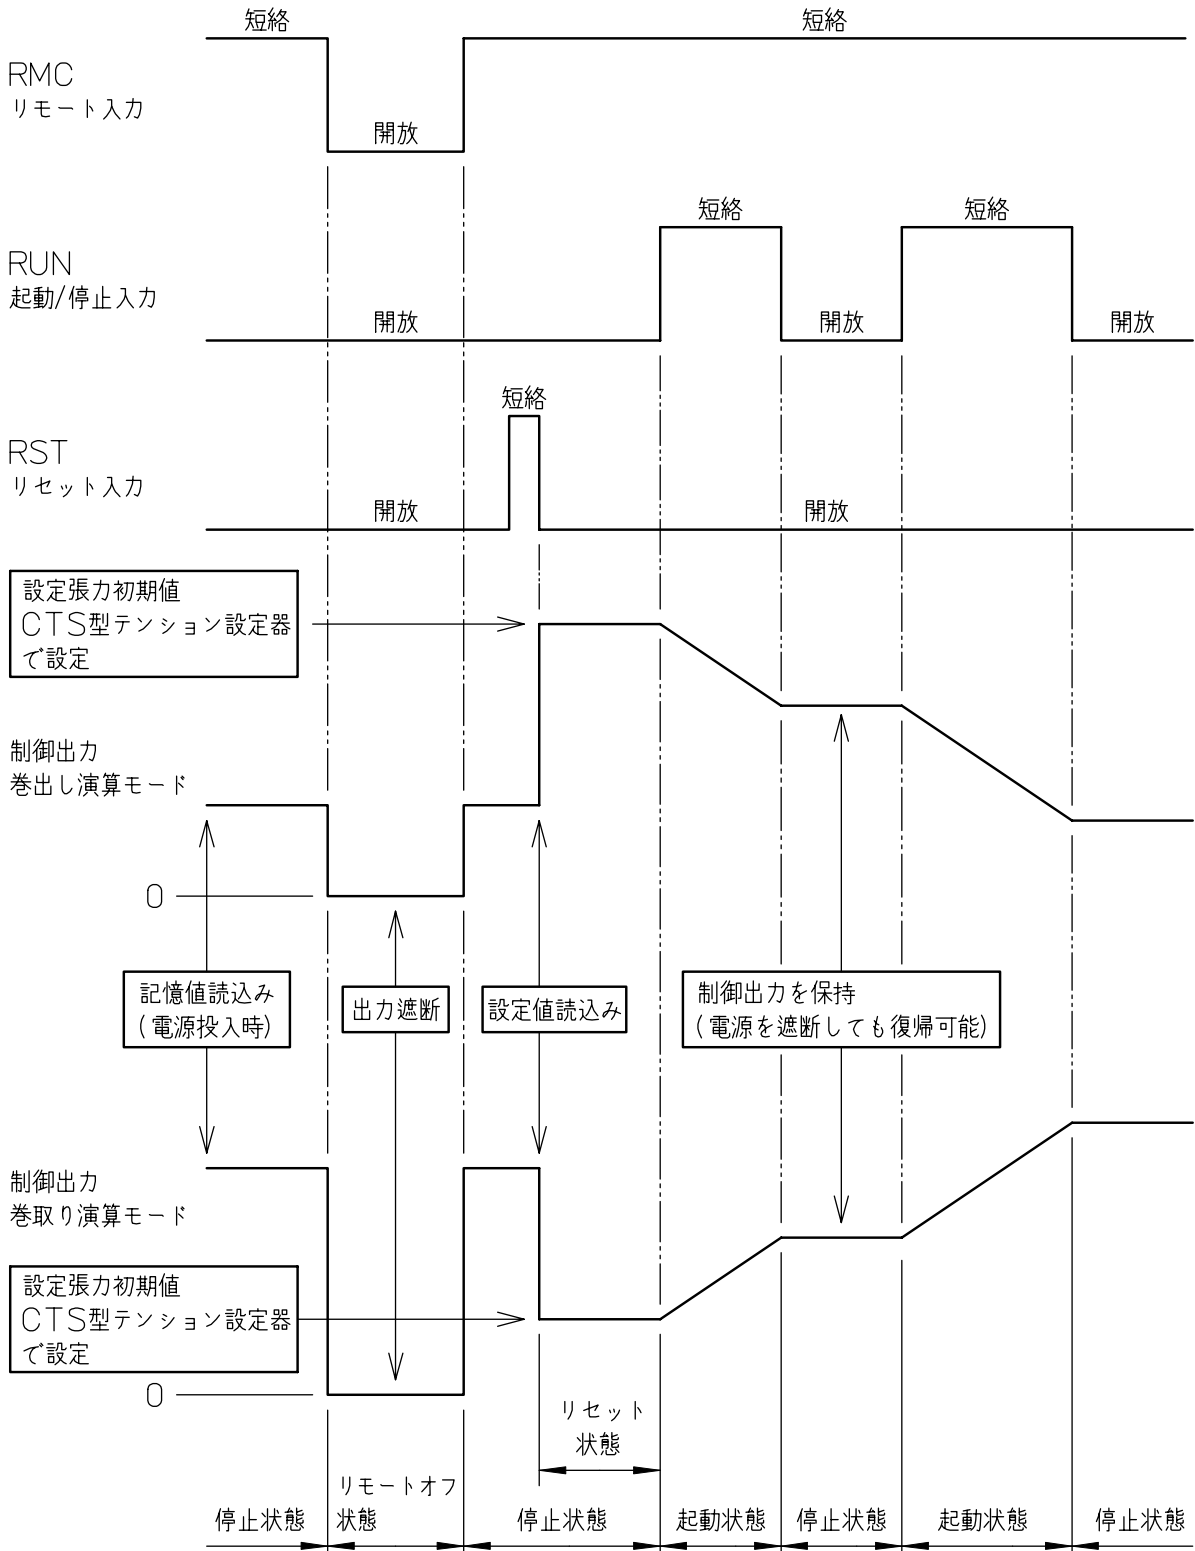 短絡
短絡
RMC
リモート入力
開放
短絡
短絡
RUN
起動/停止入力
開放
開放
開放
短絡
RST
リセット入力
開放
開放
設定張力初期値
CTS型テンション設定器
で設定
制御出力
巻出し演算モード
0
記憶値読込み
(電源投入時)
出力遮断
設定値読込み
制御出力を保持
(電源を遮断しても復帰可能)
制御出力
巻取り演算モード
設定張力初期値
CTS型テンション設定器
で設定
0
リセット
状態
リモートオフ
状態
停止状態
停止状態
起動状態
停止状態
起動状態
停止状態